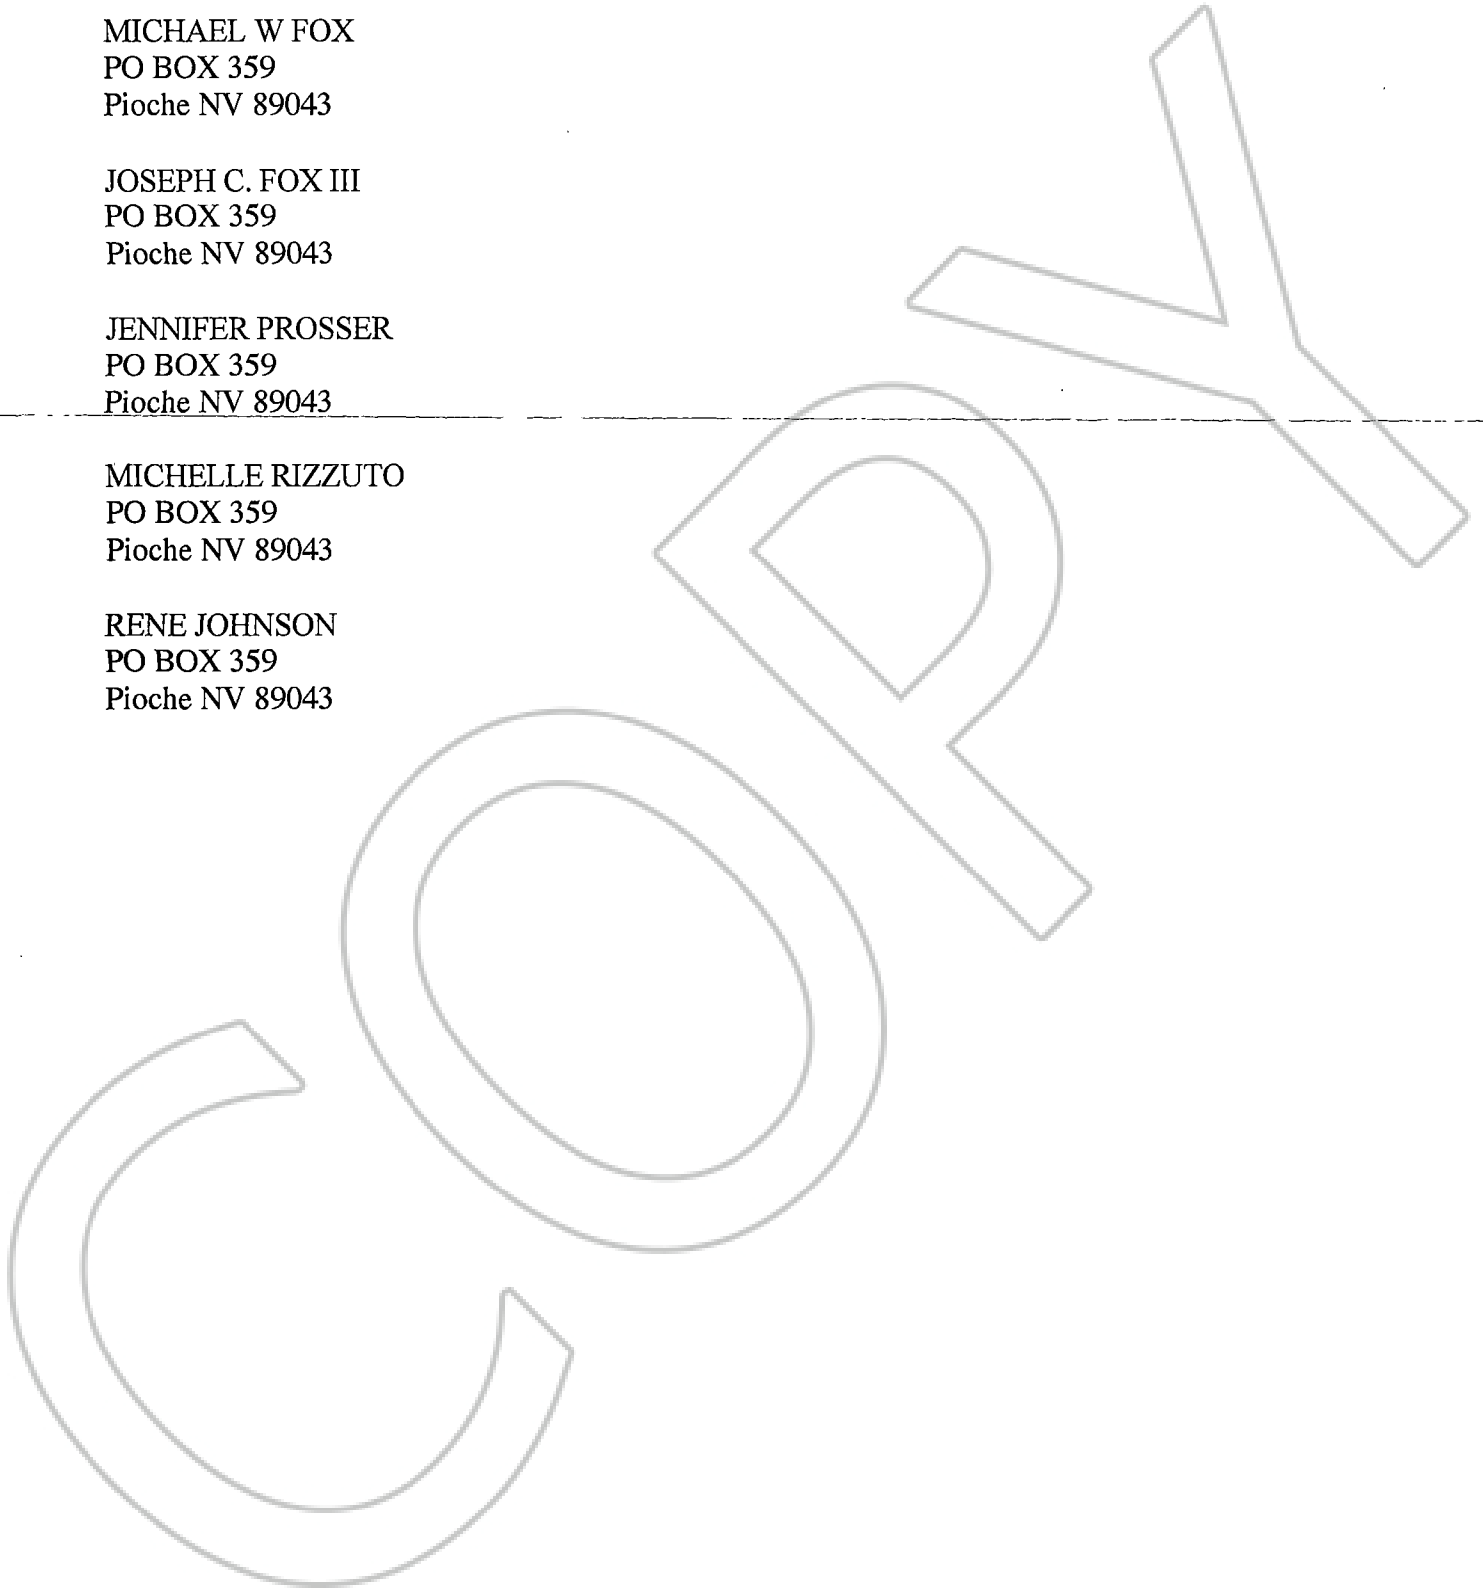 MICHAEL W FOX
PO BOX 359
Pioche NV 89043
JOSEPH C. FOX III
PO BOX 359
Pioche NV 89043
JENNIFER PROSSER
PO BOX 359
Pioche NV 89043
MICHELLE RIZZUTO
PO BOX 359
Pioche NV 89043
RENE JOHNSON
PO BOX 359
Pioche NV 89043
COPY